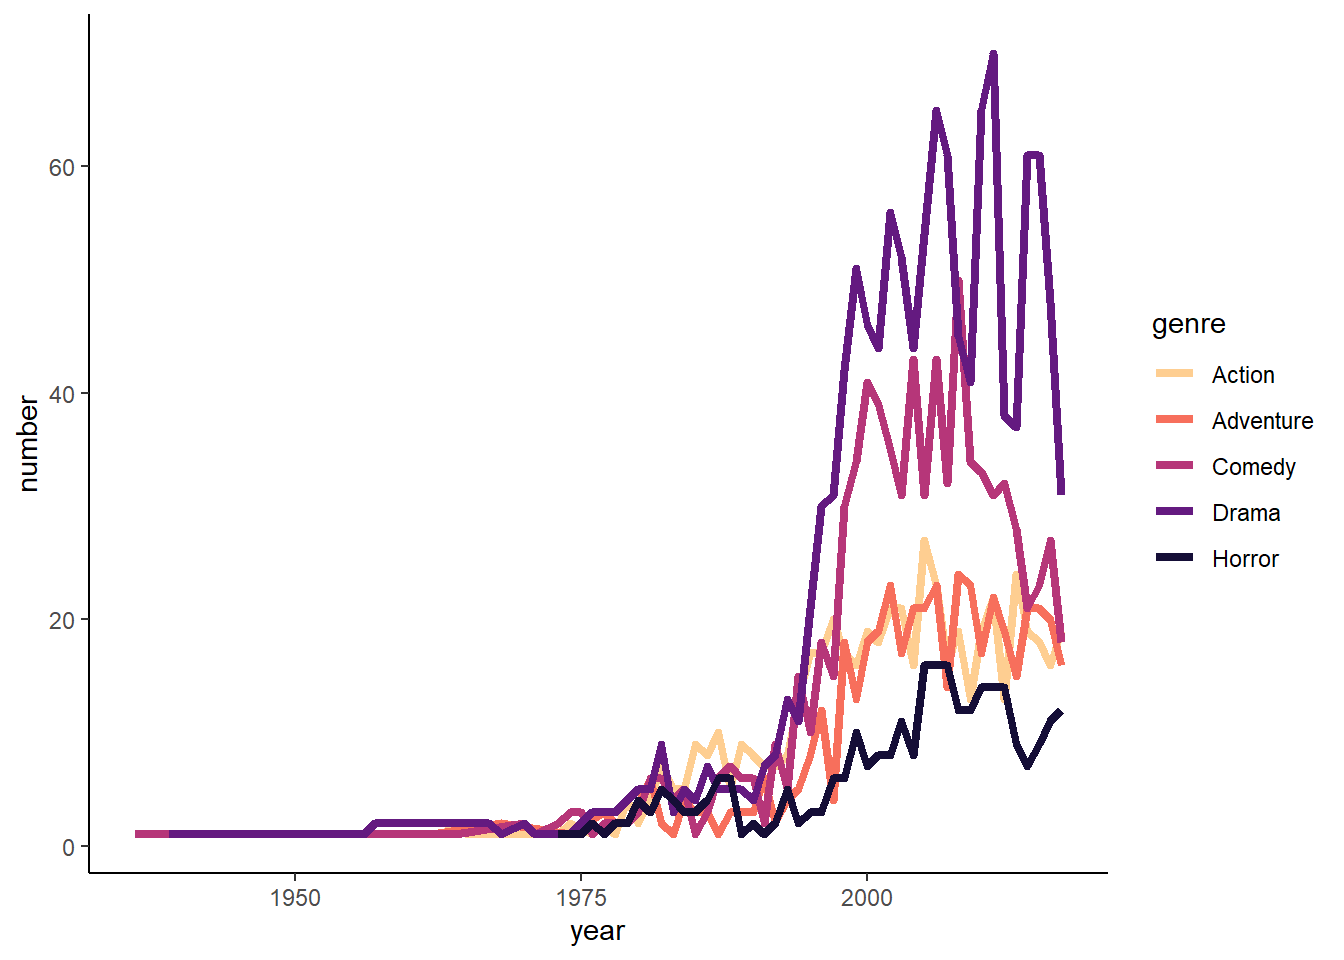 number
60
40
20
0
1950
1975
2000
year
genre
Action
Adventure
Comedy
Drama
Horror